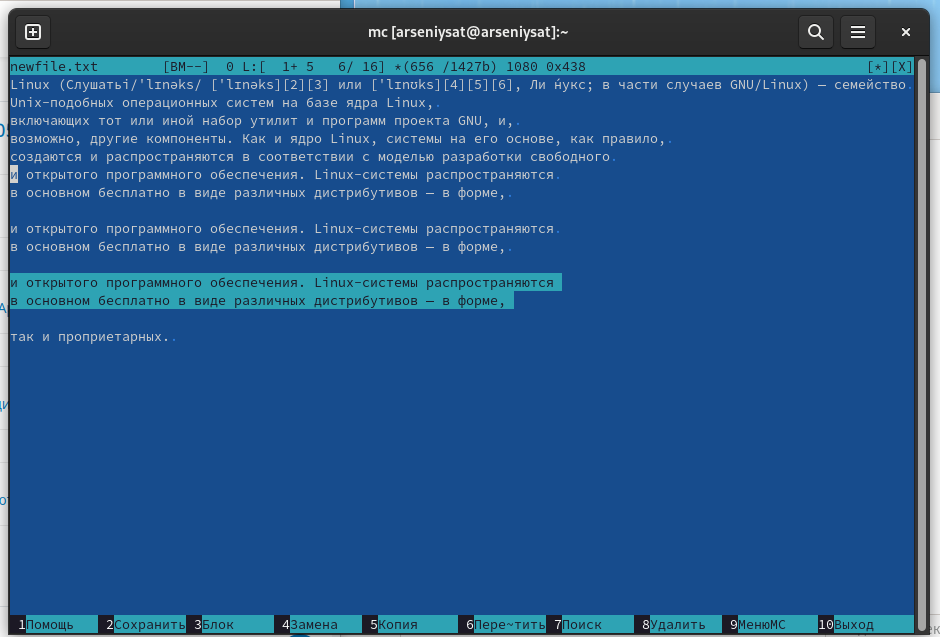 mc [arseniysat@arseniysat]:~
newfile.txt [BM--] 0 L:[ 1+ 5 6/ 16] *(656 /1427b) 1080 0x438 [*][X]
Linux (Слушатьi/ˈlɪnəks/ ['lɪnəks][2][3] или ['lɪnʊks][4][5][6], Ли́нукс; в части случаев GNU/Linux) — семейство.
Unix-подобных операционных систем на базе ядра Linux,.
включающих тот или иной набор утилит и программ проекта GNU, и,.
возможно, другие компоненты. Как и ядро Linux, системы на его основе, как правило,.
создаются и распространяются в соответствии с моделью разработки свободного.
и открытого программного обеспечения. Linux-системы распространяются.
в основном бесплатно в виде различных дистрибутивов — в форме,.
и открытого программного обеспечения. Linux-системы распространяются.
в основном бесплатно в виде различных дистрибутивов — в форме,.
и открытого программного обеспечения. Linux-системы распространяются
в основном бесплатно в виде различных дистрибутивов — в форме,
так и проприетарных..
1Помощь 2Сохранить 3Блок 4Замена 5Копия 6Пере~тить 7Поиск 8Удалить 9МенюМС 10Выход